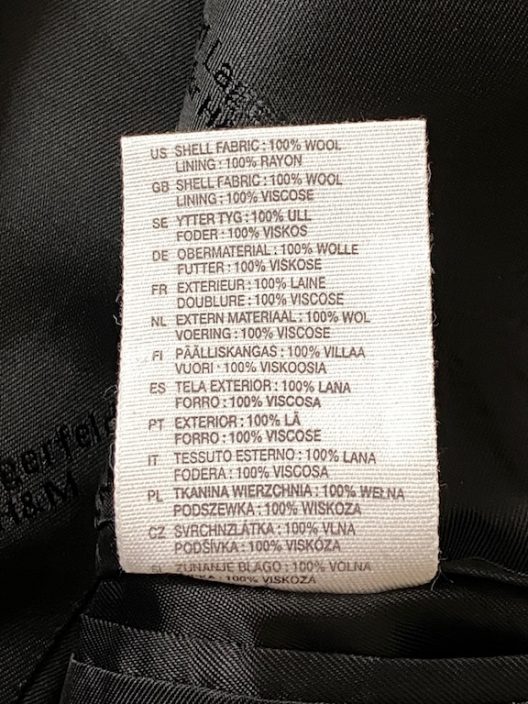 US SHELL FABRIC : 100% WOOL
LINING : 100% RAYON
GB SHELL FABRIC : 100% WOOL
LINING : 100% VISCOSE
SE YTTER TYG : 100% ULL
FODER : 100% VISKOS
DE OBERMATERIAL : 100% WOLLE
FUTTER : 100% VISKOSE
FR EXTERIEUR : 100% LAINE
DOUBLURE : 100% VISCOSE
NL EXTERN MATERIAAL : 100% WOL
VOERING : 100% VISCOSE
FI PÄÄLLISKANGAS : 100% VILLAA
VUORI : 100% VISKOOSIA
ES TELA EXTERIOR : 100% LANA
FORRO : 100% VISCOSA
PT EXTERIOR : 100% LÃ
FORRO : 100% VISCOSE
IT TESSUTO ESTERNO : 100% LANA
FODERA : 100% VISCOSA
PL TKANINA WIERZCHNIA : 100% WEŁNA
PODSZEWKA : 100% WISKOZA
CZ SVRCHNZLÁTKA : 100% VLNA
PODŠÍVKA : 100% VISKÓZA
ZUNANJE BLAGO : 100% VOLNA
: 100% VISKOZA
gerfeld
H&M